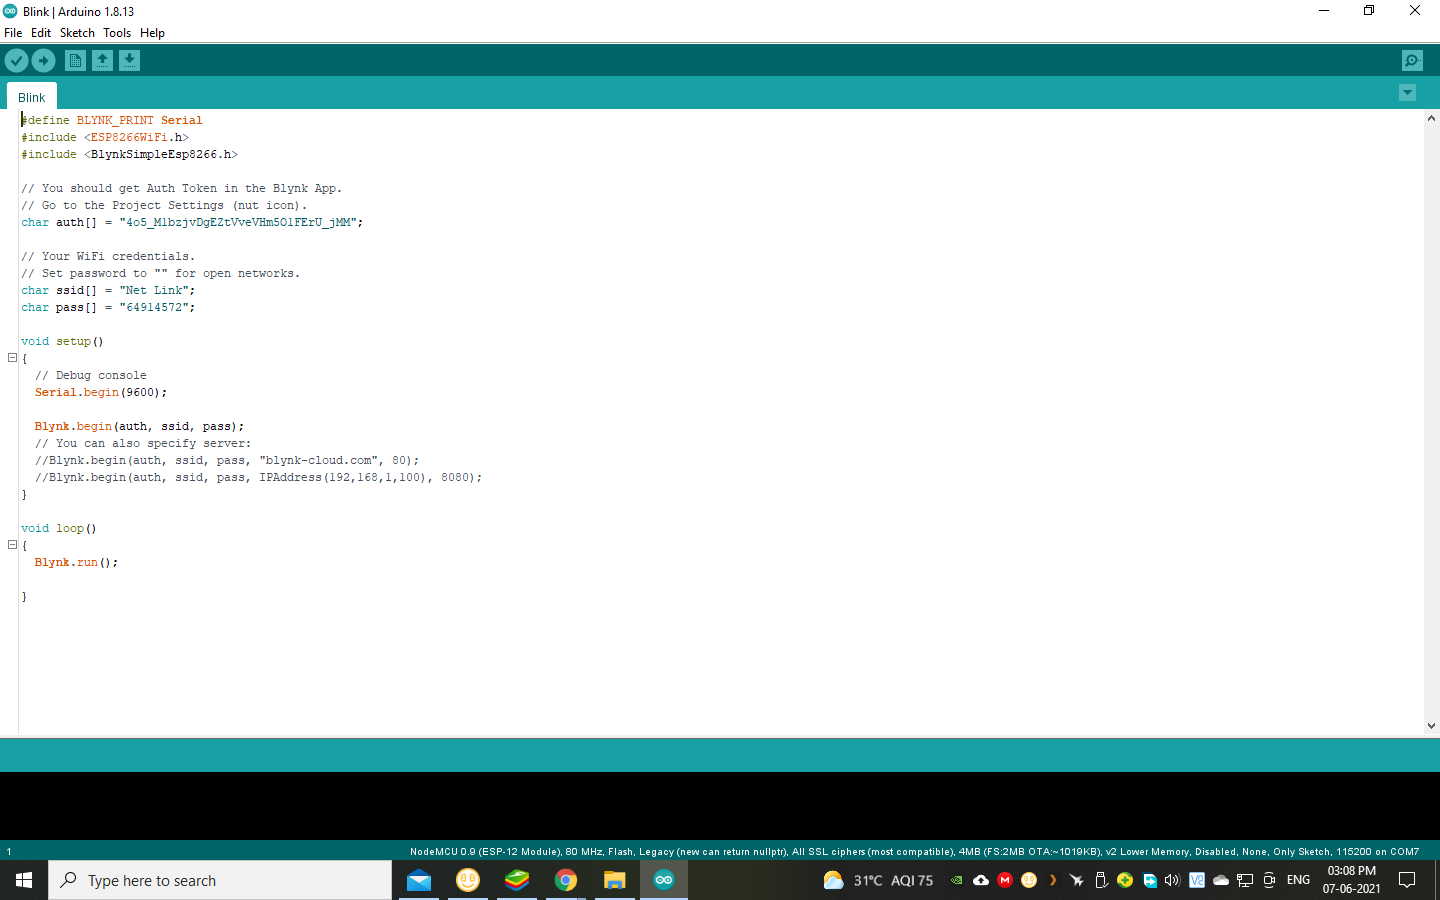 Blink | Arduino 1.8.13
File Edit Sketch Tools Help
Blink
#define BLYNK_PRINT Serial
#include <ESP8266WiFi.h>
#include <BlynkSimpleEsp8266.h>
// You should get Auth Token in the Blynk App.
// Go to the Project Settings (nut icon).
char auth[] = "4o5_MlbzjvDgEZtVveVHm5OlFErU_jMM";
// Your WiFi credentials.
// Set password to "" for open networks.
char ssid[] = "Net Link";
char pass[] = "64914572";
void setup()
{
// Debug console
Serial.begin(9600);
Blynk.begin(auth, ssid, pass);
// You can also specify server:
//Blynk.begin(auth, ssid, pass, "blynk-cloud.com", 80);
//Blynk.begin(auth, ssid, pass, IPAddress(192,168,1,100), 8080);
}
void loop()
{
Blynk.run();
}
1 NodeMCU 0.9 (ESP-12 Module), 80 MHz, Flash, Legacy (new can return nullptr), All SSL ciphers (most compatible), 4MB (FS:2MB OTA:~1019KB), v2 Lower Memory, Disabled, None, Only Sketch, 115200 on COM7
Type here to search
31°C AQI 75
ENG
03:08 PM
07-06-2021